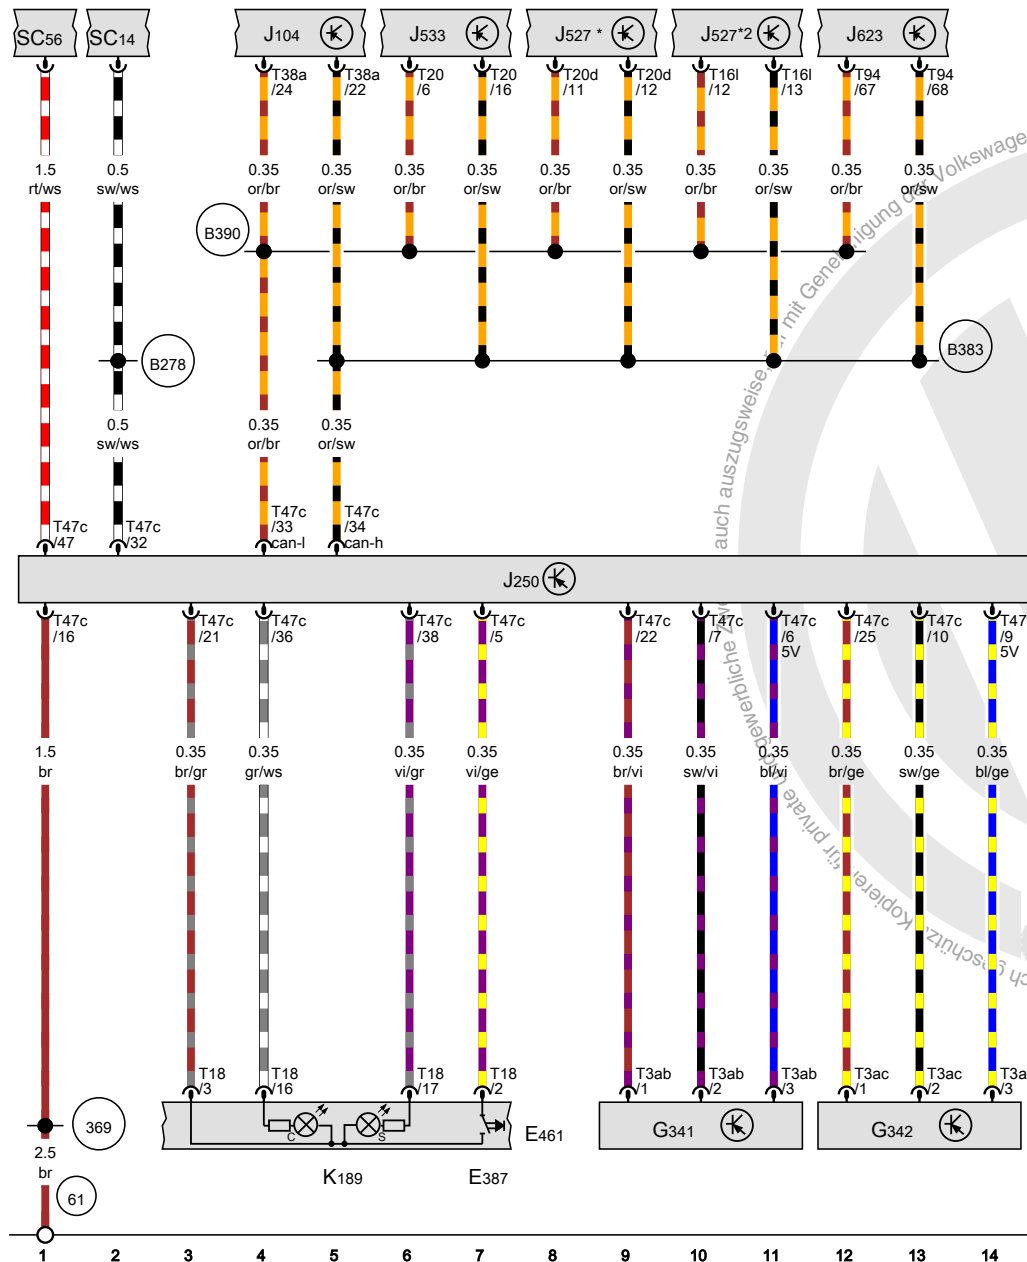 SC56 SC14 J104 J533 J527 * J527*2 J623
T38a /24 T38a /22 T20 /6 T20 /16 T20d /11 T20d /12 T16l /12 T16l /13 T94 /67 T94 /68
1.5 0.5 0.35 0.35 0.35 0.35 0.35 0.35 0.35 0.35 0.35 0.35
rt/ws sw/ws or/br or/sw or/br or/sw or/br or/sw or/br or/sw or/br or/sw
B390
B278
B383
0.5 0.35 0.35
sw/ws or/br or/sw
T47c /47 T47c /32 T47c /33 can-l T47c /34 can-h
J250
T47c /16 T47c /21 T47c /36 T47c /38 T47c /5 T47c /22 T47c /7 T47c /6 5V T47c /25 T47c /10 T47 /9 5V
1.5 0.35 0.35 0.35 0.35 0.35 0.35 0.35 0.35 0.35 0.35
br br/gr gr/ws vi/gr vi/ge br/vi sw/vi bl/vi br/ge sw/ge bl/ge
T18 /3 T18 /16 T18 /17 T18 /2 T3ab /1 T3ab /2 T3ab /3 T3ac /1 T3ac /2 T3a /3
369
C S E461 G341 G342
2.5
br
K189 E387
61
1 2 3 4 5 6 7 8 9 10 11 12 13 14
auch auszugsweise, mit Genehmigung der Volkswage
für private gewerbliche
Kopieren